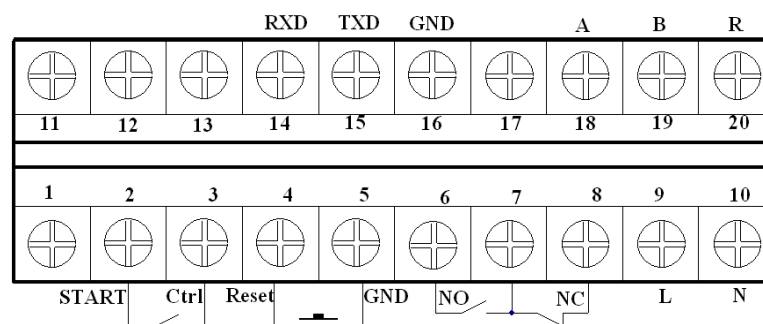 RXD TXD GND A B R
11 12 13 14 15 16 17 18 19 20
1 2 3 4 5 6 7 8 9 10
START Ctrl Reset GND NO NC L N